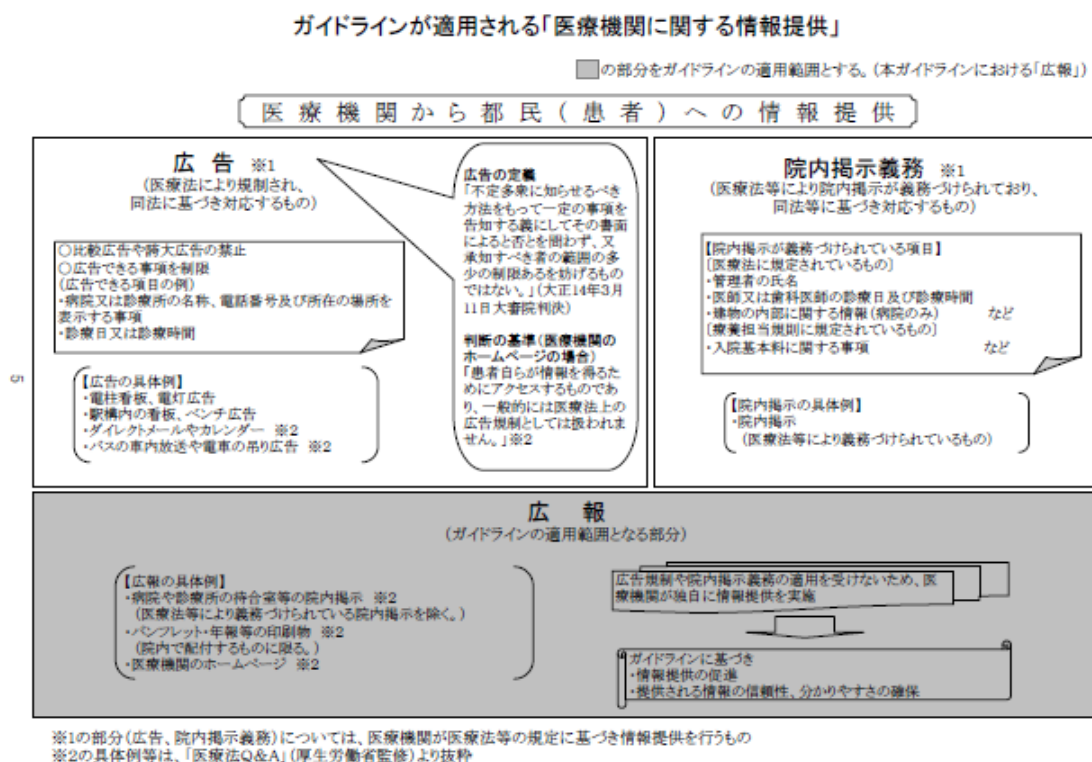 ガイドラインが適用される「医療機関に関する情報提供」
の部分をガイドラインの適用範囲とする。(本ガイドラインにおける「広報」)
医療機関から都民(患者)への情報提供
広 告 ※1
(医療法により規制され、
同法に基づき対応するもの)
○比較広告や誇大広告の禁止
○広告できる事項を制限
(広告できる項目の例)
・病院又は診療所の名称、電話番号及び所在の場所を
表示する事項
・診療日又は診療時間
【広告の具体例】
・電柱看板、電灯広告
・駅構内の看板、ベンチ広告
・ダイレクトメールやカレンダー ※2
・バスの車内放送や電車の吊り広告 ※2
広告の定義
「不定多衆に知らせるべき
方法をもって一定の事項を
告知する義にしてその書面
によると否とを問わず、又
承知すべき者の範囲の多
少の制限あるを妨げるもの
ではない。」(大正14年3月
11日大審院判決)
判断の基準(医療機関の
ホームページの場合)
「患者自らが情報を得るた
めにアクセスするものであ
り、一般的には医療法上の
広告規制としては扱われま
せん。」※2
院内掲示義務 ※1
(医療法等により院内掲示が義務づけられており、
同法等に基づき対応するもの)
【院内掲示が義務づけられている項目】
〔医療法に規定されているもの〕
・管理者の氏名
・医師又は歯科医師の診療日及び診療時間
・建物の内部に関する情報(病院のみ) など
〔療養担当規則に規定されているもの〕
・入院基本料に関する事項 など
【院内掲示の具体例】
・院内掲示
(医療法等により義務づけられているもの)
5
広 報
(ガイドラインの適用範囲となる部分)
【広報の具体例】
・病院や診療所の待合室等の院内掲示 ※2
(医療法等により義務づけられている院内掲示を除く。)
・パンフレット・年報等の印刷物 ※2
(院内で配付するものに限る。)
・医療機関のホームページ ※2
広告規制や院内掲示義務の適用を受けないため、医
療機関が独自に情報提供を実施
ガイドラインに基づき
・情報提供の促進
・提供される情報の信頼性、分かりやすさの確保
※1の部分(広告、院内掲示義務)については、医療機関が医療法等の規定に基づき情報提供を行うもの
※2の具体例等は、「医療法Q&A」(厚生労働省監修)より抜粋